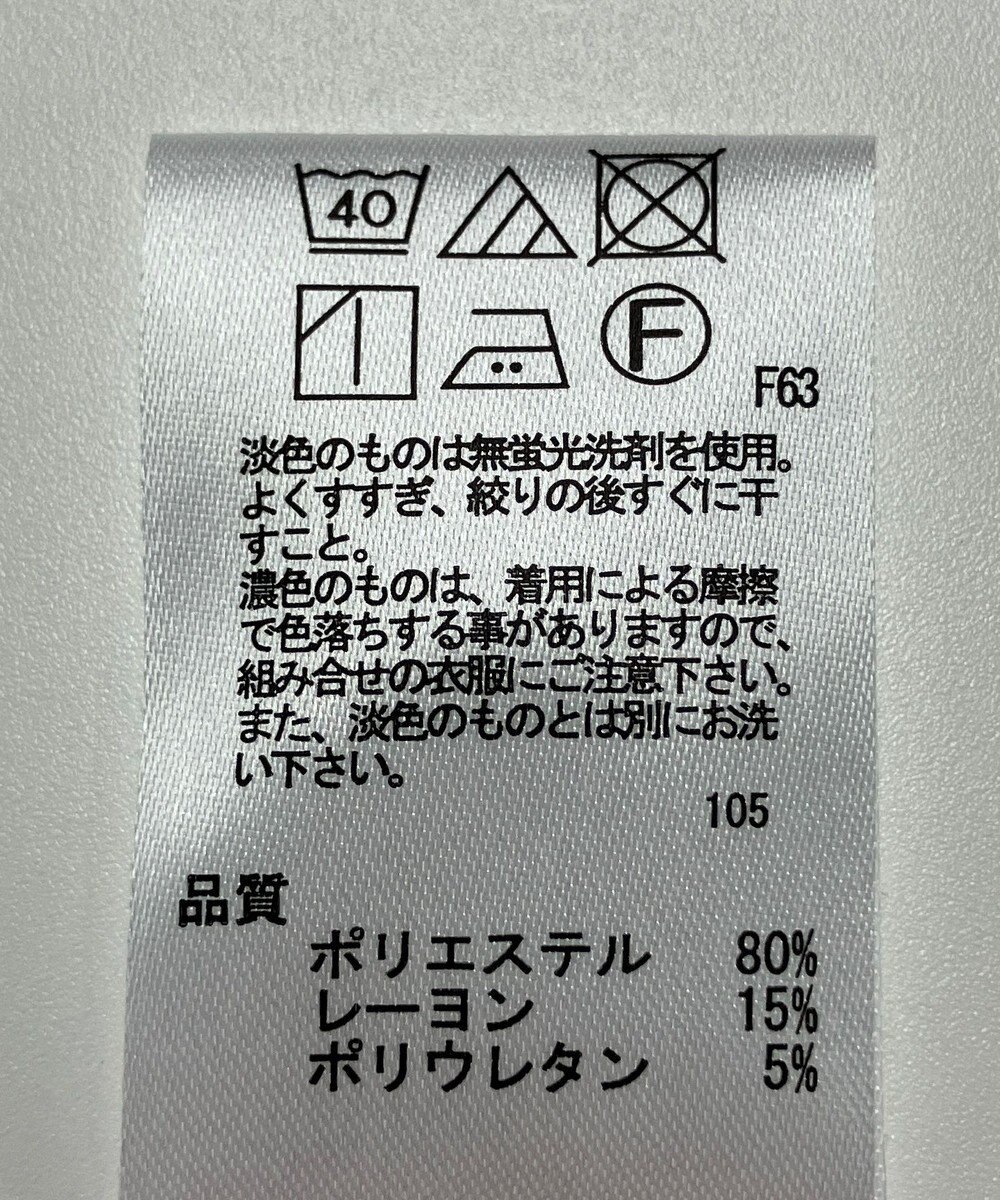 40
F
F63
淡色のものは無蛍光洗剤を使用。
よくすすぎ、絞りの後すぐに干
すこと。
濃色のものは、着用による摩擦
で色落ちする事がありますので、
組み合せの衣服にご注意下さい。
また、淡色のものとは別にお洗
い下さい。
105
品質
ポリエステル 80%
レーヨン 15%
ポリウレタン 5%